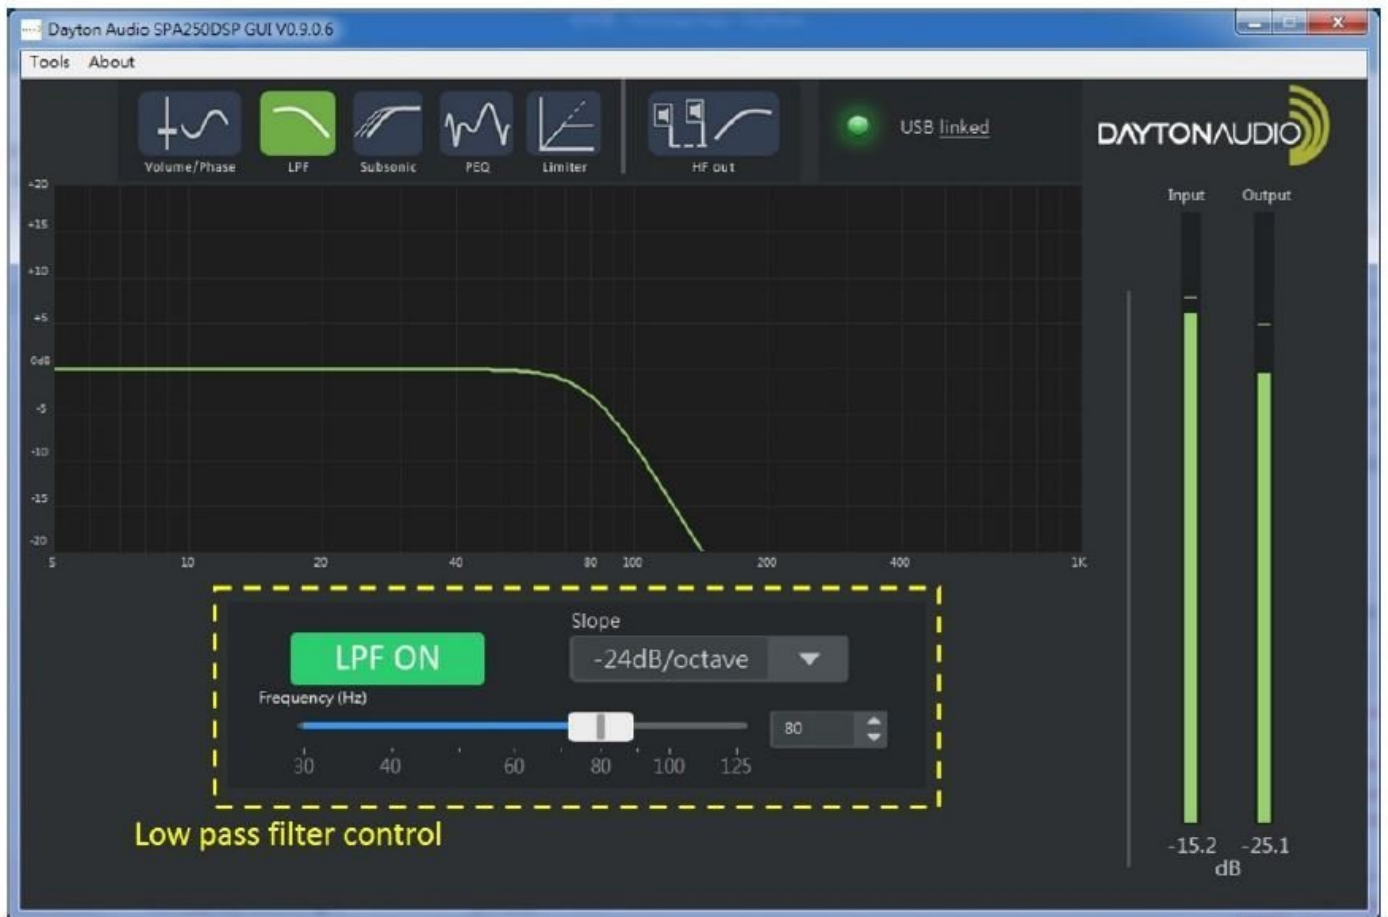 Dayton Audio SPA250DSP GUI V0.9.0.6
Tools About
Volume/Phase LPF Subsonic PEQ Limiter HF out
USB linked
DAYTON AUDIO
Input Output
+20
+15
+10
+5
0dB
-5
-10
-15
-20
5 10 20 40 80 100 200 400 1K
Slope
LPF ON
-24dB/octave
Frequency (Hz)
80
30 40 60 80 100 125
Low pass filter control
-15.2 -25.1
dB